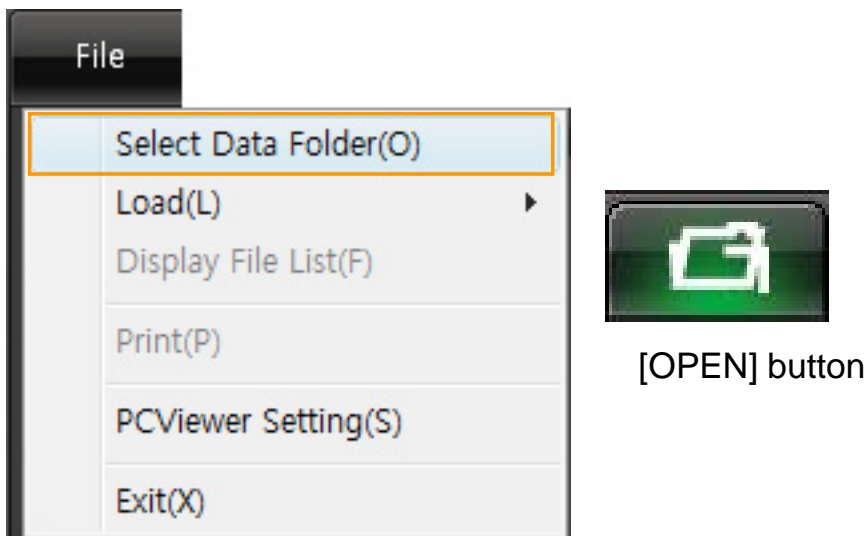 File
Select Data Folder(O)
Load(L)
Display File List(F)
Print(P)
PCViewer Setting(S)
Exit(X)
[OPEN] button